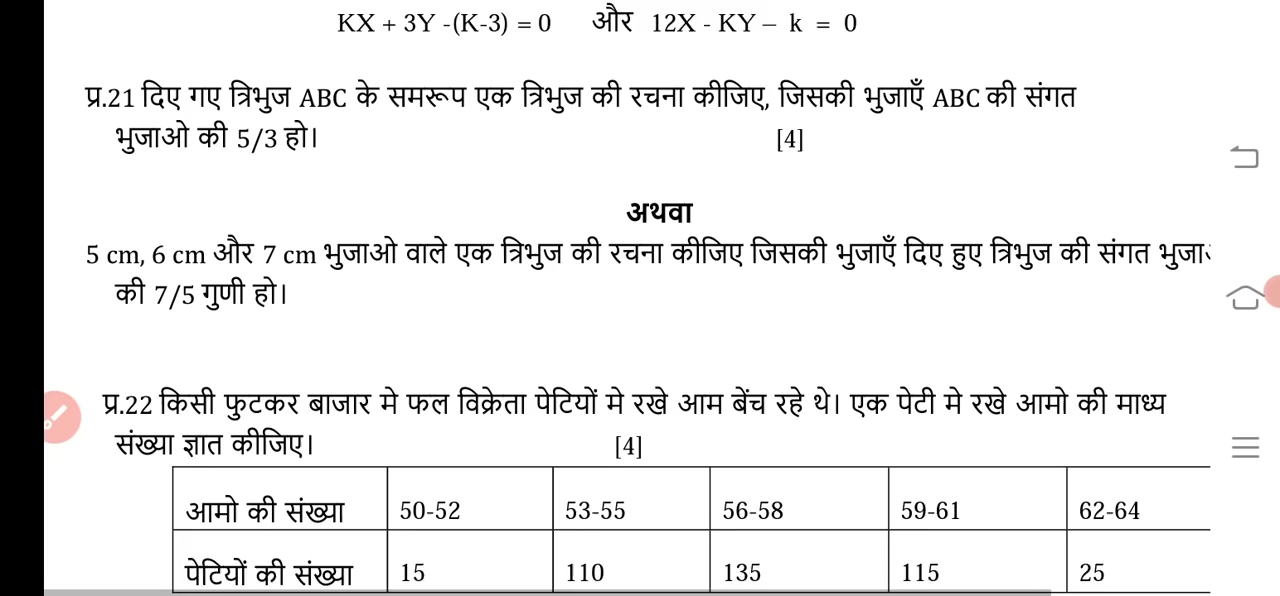 KX + 3Y -(K-3) = 0 और 12X - KY – k = 0
प्र.21 दिए गए त्रिभुज ABC के समरूप एक त्रिभुज की रचना कीजिए, जिसकी भुजाएँ ABC की संगत
भुजाओ की 5/3 हो। [4]
अथवा
5 cm, 6 cm और 7 cm भुजाओ वाले एक त्रिभुज की रचना कीजिए जिसकी भुजाएँ दिए हुए त्रिभुज की संगत
की 7/5 गुणी हो।
प्र.22 किसी फुटकर बाजार मे फल विक्रेता पेटियों मे रखे आम बेंच रहे थे। एक पेटी मे रखे आमो की माध्य
संख्या ज्ञात कीजिए। [4]
आमो की संख्या 50-52 53-55 56-58 59-61 62-64
पेटियों की संख्या 15 110 135 115 25